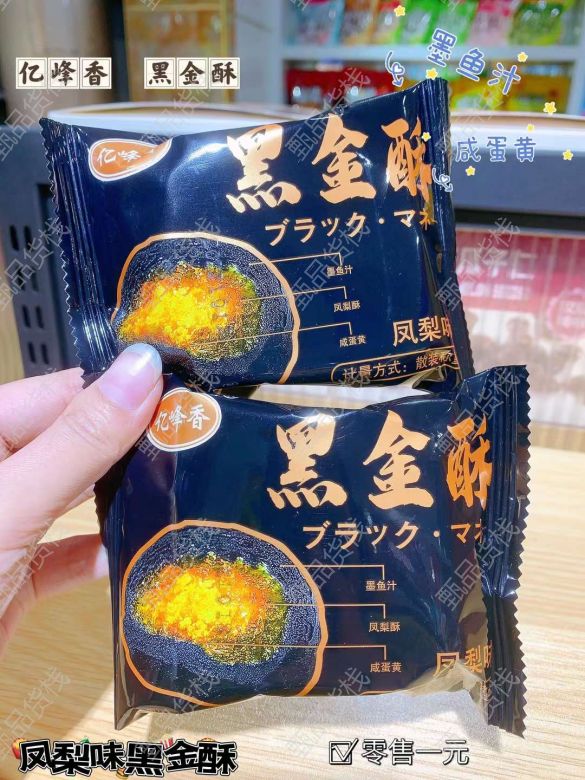 亿峰香 黑金酥
墨鱼汁
咸蛋黄
亿峰
黑金酥
ブラック・マネ
墨鱼汁
凤梨酥
咸蛋黄
凤梨味
计量方式：散装称
亿峰香
黑金酥
ブラック・マネ
墨鱼汁
凤梨酥
咸蛋黄
凤梨味
凤梨味黑金酥
零售一元
甄品货栈